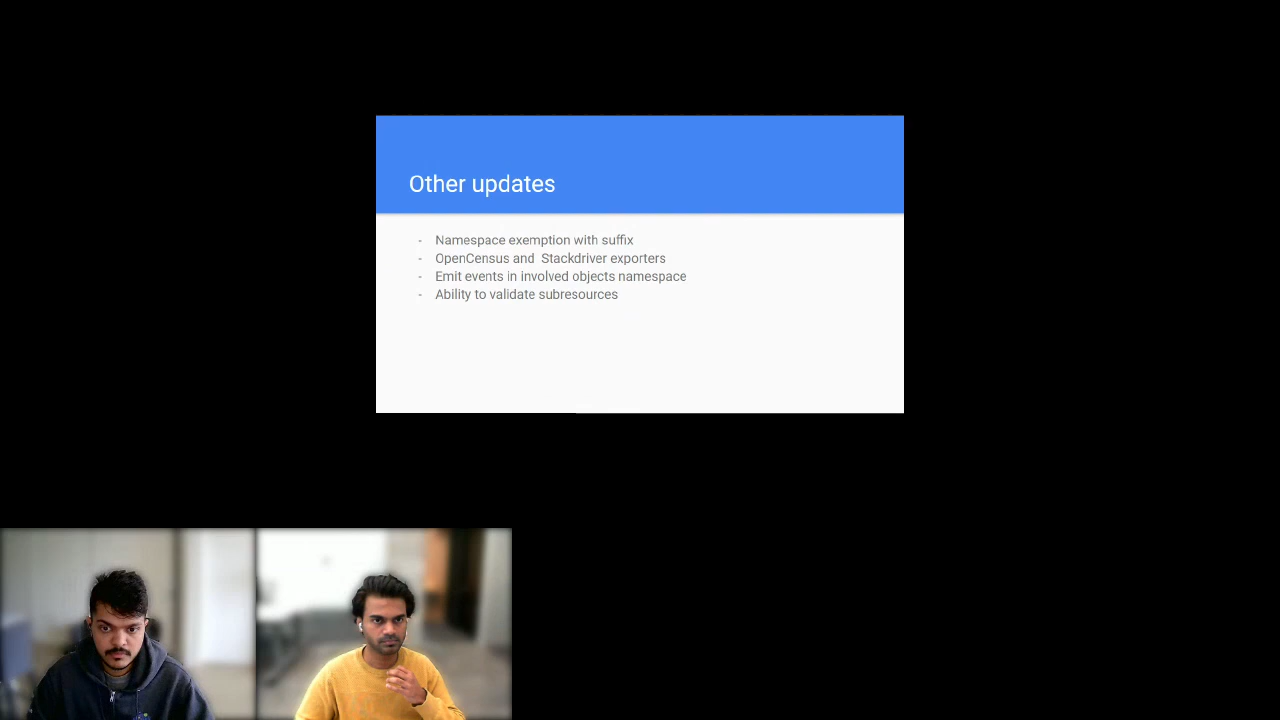 Other updates
- Namespace exemption with suffix
- OpenCensus and  Stackdriver exporters
- Emit events in involved objects namespace
- Ability to validate subresources